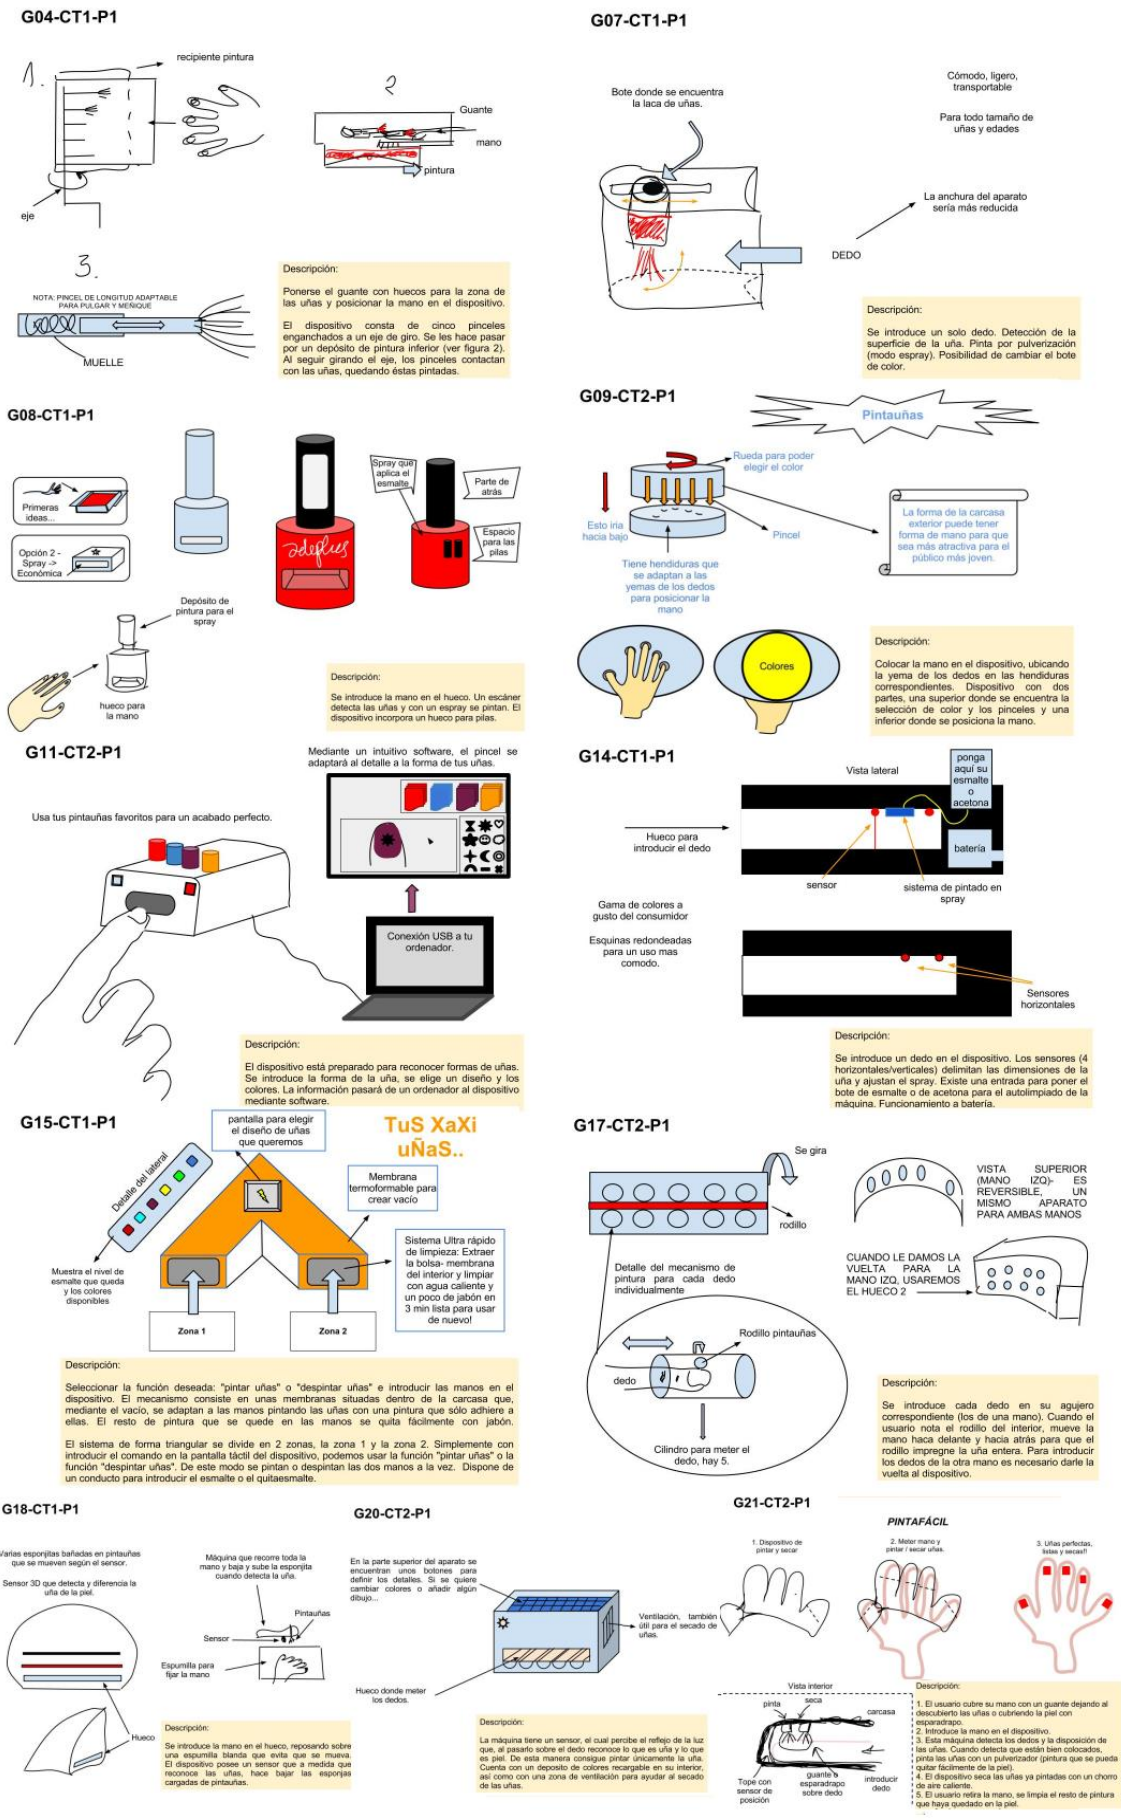 G04-CT1-P1
1.
recipiente pintura
eje
2
Guante
mano
pintura
3.
NOTA: PINCEL DE LONGITUD ADAPTABLE
PARA PULGAR Y MEÑIQUE
MUELLE
Descripción:
Ponerse el guante con huecos para la zona de
las uñas y posicionar la mano en el dispositivo.
El dispositivo consta de cinco pinceles
enganchados a un eje de giro. Se les hace pasar
por un depósito de pintura inferior (ver figura 2).
Al seguir girando el eje, los pinceles contactan
con las uñas, quedando éstas pintadas.
G07-CT1-P1
Bote donde se encuentra
la laca de uñas.
Cómodo, ligero,
transportable
Para todo tamaño de
uñas y edades
La anchura del aparato
sería más reducida
DEDO
Descripción:
Se introduce un solo dedo. Detección de la
superficie de la uña. Pinta por pulverización
(modo espray). Posibilidad de cambiar el bote
de color.
G08-CT1-P1
Primeras
ideas...
Opción 2 -
Spray ->
Económica
Spray que
aplica el
esmalte
Parte de
atrás
Espacio
para las
pilas
Depósito de
pintura para el
spray
hueco para
la mano
Descripción:
Se introduce la mano en el hueco. Un escáner
detecta las uñas y con un espray se pintan. El
dispositivo incorpora un hueco para pilas.
G09-CT2-P1
Pintauñas
Rueda para poder
elegir el color
Esto iria
hacia bajo
Pincel
Tiene hendiduras que
se adaptan a las
yemas de los dedos
para posicionar la
mano
La forma de la carcasa
exterior puede tener
forma de mano para que
sea más atractiva para el
público más joven.
Colores
Descripción:
Colocar la mano en el dispositivo, ubicando
la yema de los dedos en las hendiduras
correspondientes. Dispositivo con dos
partes, una superior donde se encuentra la
selección de color y los pinceles y una
inferior donde se posiciona la mano.
G11-CT2-P1
Mediante un intuitivo software, el pincel se
adaptará al detalle a la forma de tus uñas.
Usa tus pintauñas favoritos para un acabado perfecto.
Conexión USB a tu
ordenador.
Descripción:
El dispositivo está preparado para reconocer formas de uñas.
Se introduce la forma de la uña, se elige un diseño y los
colores. La información pasará de un ordenador al dispositivo
mediante software.
G14-CT1-P1
Vista lateral
ponga
aquí su
esmalte
o
acetona
Hueco para
introducir el dedo
batería
sensor
sistema de pintado en
spray
Gama de colores a
gusto del consumidor
Esquinas redondeadas
para un uso mas
comodo.
Sensores
horizontales
Descripción:
Se introduce un dedo en el dispositivo. Los sensores (4
horizontales/verticales) delimitan las dimensiones de la
uña y ajustan el spray. Existe una entrada para poner el
bote de esmalte o de acetona para el autolimpiado de la
máquina. Funcionamiento a batería.
G15-CT1-P1
pantalla para elegir
el diseño de uñas
que queremos
TuS XaXi
uÑaS..
Detalle del lateral
Membrana
termoformable para
crear vacío
Muestra el nivel de
esmalte que queda
y los colores
disponibles
Sistema Ultra rápido
de limpieza: Extraer
la bolsa- membrana
del interior y limpiar
con agua caliente y
un poco de jabón en
3 min lista para usar
de nuevo!
Zona 1
Zona 2
Descripción:
Seleccionar la función deseada: "pintar uñas" o "despintar uñas" e introducir las manos en el
dispositivo. El mecanismo consiste en unas membranas situadas dentro de la carcasa que,
mediante el vacío, se adaptan a las manos pintando las uñas con una pintura que sólo adhiere a
ellas. El resto de pintura que se quede en las manos se quita fácilmente con jabón.
El sistema de forma triangular se divide en 2 zonas, la zona 1 y la zona 2. Simplemente con
introducir el comando en la pantalla táctil del dispositivo, podemos usar la función "pintar uñas" o la
función "despintar uñas". De este modo se pintan o despintan las dos manos a la vez. Dispone de
un conducto para introducir el esmalte o el quitaesmalte.
G17-CT2-P1
Se gira
rodillo
VISTA SUPERIOR
(MANO IZQ)- ES
REVERSIBLE, UN
MISMO APARATO
PARA AMBAS MANOS
Detalle del mecanismo de
pintura para cada dedo
individualmente
CUANDO LE DAMOS LA
VUELTA PARA LA
MANO IZQ, USAREMOS
EL HUECO 2
Rodillo pintauñas
dedo
Cilindro para meter el
dedo, hay 5.
Descripción:
Se introduce cada dedo en su agujero
correspondiente (los de una mano). Cuando el
usuario nota el rodillo del interior, mueve la
mano haca delante y hacia atrás para que el
rodillo impregne la uña entera. Para introducir
los dedos de la otra mano es necesario darle la
vuelta al dispositivo.
G18-CT1-P1
Varias esponjitas bañadas en pintauñas
que se mueven según el sensor.
Sensor 3D que detecta y diferencia la
uña de la piel.
Máquina que recorre toda la
mano y baja y sube la esponjita
cuando detecta la uña.
Pintauñas
Sensor
Espumilla para
fijar la mano
Hueco
Descripción:
Se introduce la mano en el hueco, reposando sobre
una espumilla blanda que evita que se mueva.
El dispositivo posee un sensor que a medida que
reconoce las uñas, hace bajar las esponjas
cargadas de pintauñas.
G20-CT2-P1
En la parte superior del aparato se
encuentran unos botones para
definir los detalles. Si se quiere
cambiar colores o añadir algún
dibujo...
Ventilación, también
útil para el secado de
uñas.
Hueco donde meter
los dedos.
Descripción:
La máquina tiene un sensor, el cual percibe el reflejo de la luz
que, al pasarlo sobre el dedo reconoce lo que es uña y lo que
es piel. De esta manera consigue pintar únicamente la uña.
Cuenta con un deposito de colores recargable en su interior,
así como con una zona de ventilación para ayudar al secado
de las uñas.
G21-CT2-P1
PINTAFÁCIL
1. Dispositivo de
pintar y secar
2. Meter mano y
pintar / secar uñas.
3. Uñas perfectas,
listas y secas!!
Vista interior
pinta
seca
carcasa
Tope con
sensor de
posición
guante o
esparadrapo
sobre dedo
introducir
dedo
Descripción:
1. El usuario cubre su mano con un guante dejando al
descubierto las uñas o cubriendo la piel con
esparadrapo.
2. Introduce la mano en el dispositivo.
3. Esta máquina detecta los dedos y la disposición de
las uñas. Cuando detecta que están bien colocados,
pinta las uñas con un pulverizador (pintura que se pueda
quitar fácilmente de la piel).
4. El dispositivo seca las uñas ya pintadas con un chorro
de aire caliente.
5. El usuario retira la mano, se limpia el resto de pintura
que haya quedado en la piel.